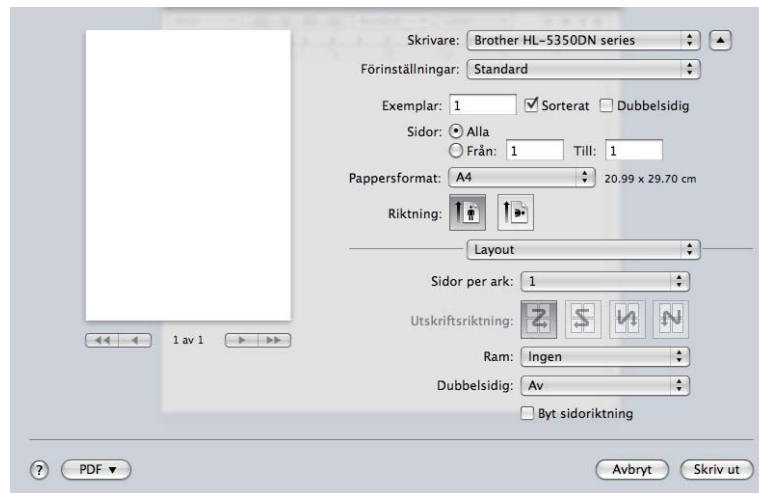 Skrivare: Brother HL-5350DN series
Förinställningar: Standard
Exemplar: 1 Sorterat Dubbelsidig
Sidor: Alla
Från: 1 Till: 1
Pappersformat: A4 20.99 x 29.70 cm
Riktning:
Layout
Sidor per ark: 1
Utskriftsriktning:
1 av 1
Ram: Ingen
Dubbelsidig: Av
Byt sidoriktning
? PDF Avbryt Skriv ut